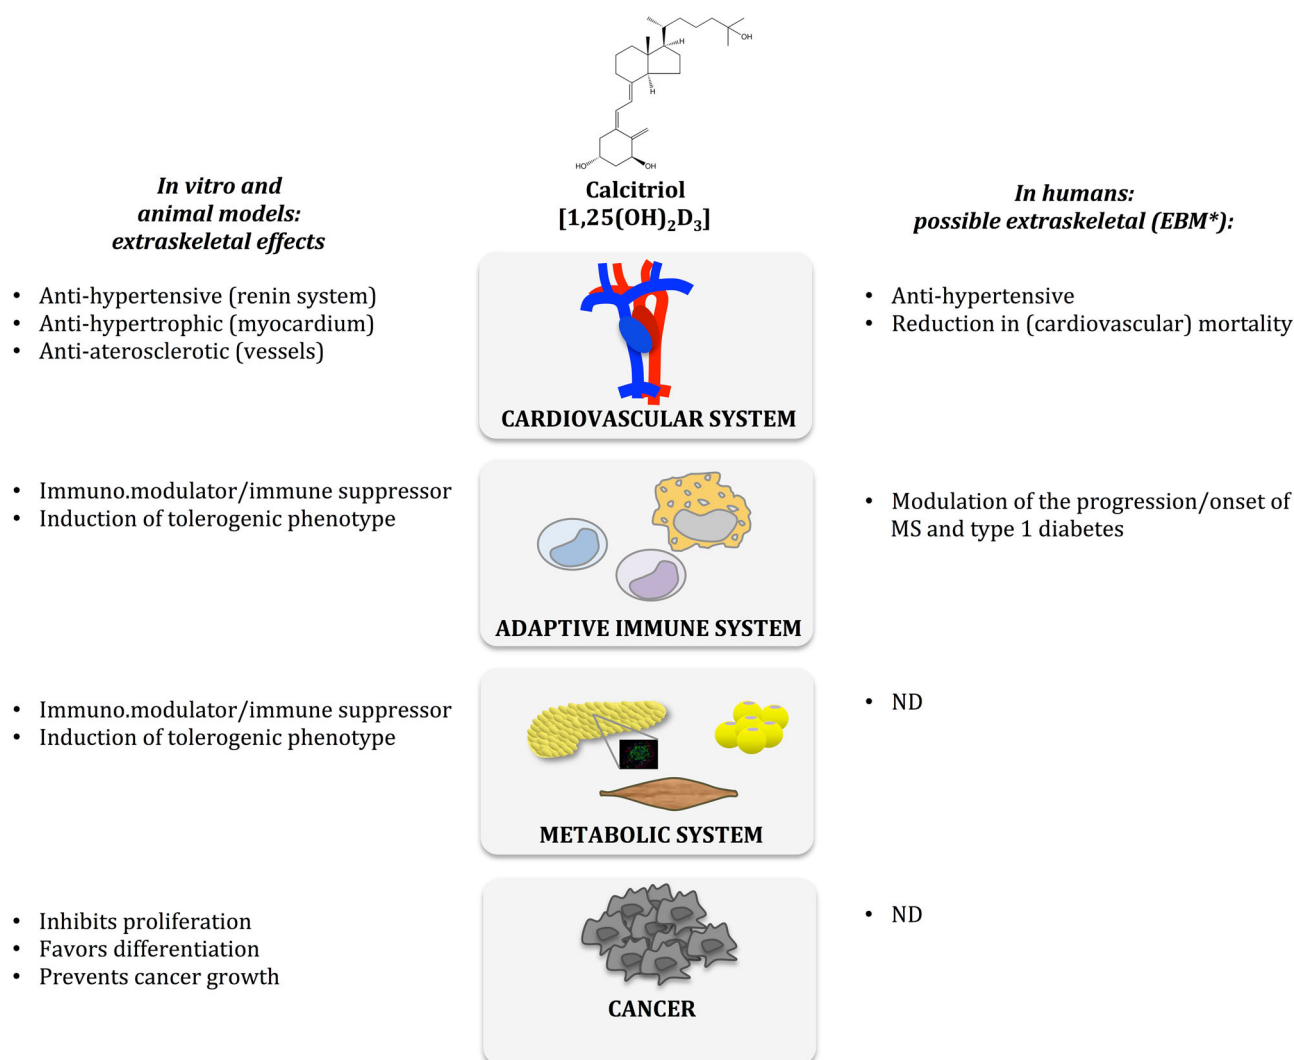 OH
H
H
HO
OH
Calcitriol
[1,25(OH)₂D₃]
In vitro and
animal models:
extraskeletal effects
In humans:
possible extraskeletal (EBM*):
• Anti-hypertensive (renin system)
• Anti-hypertrophic (myocardium)
• Anti-aterosclerotic (vessels)
CARDIOVASCULAR SYSTEM
• Anti-hypertensive
• Reduction in (cardiovascular) mortality
• Immuno.modulator/immune suppressor
• Induction of tolerogenic phenotype
ADAPTIVE IMMUNE SYSTEM
• Modulation of the progression/onset of
MS and type 1 diabetes
• Immuno.modulator/immune suppressor
• Induction of tolerogenic phenotype
METABOLIC SYSTEM
• ND
• Inhibits proliferation
• Favors differentiation
• Prevents cancer growth
CANCER
• ND